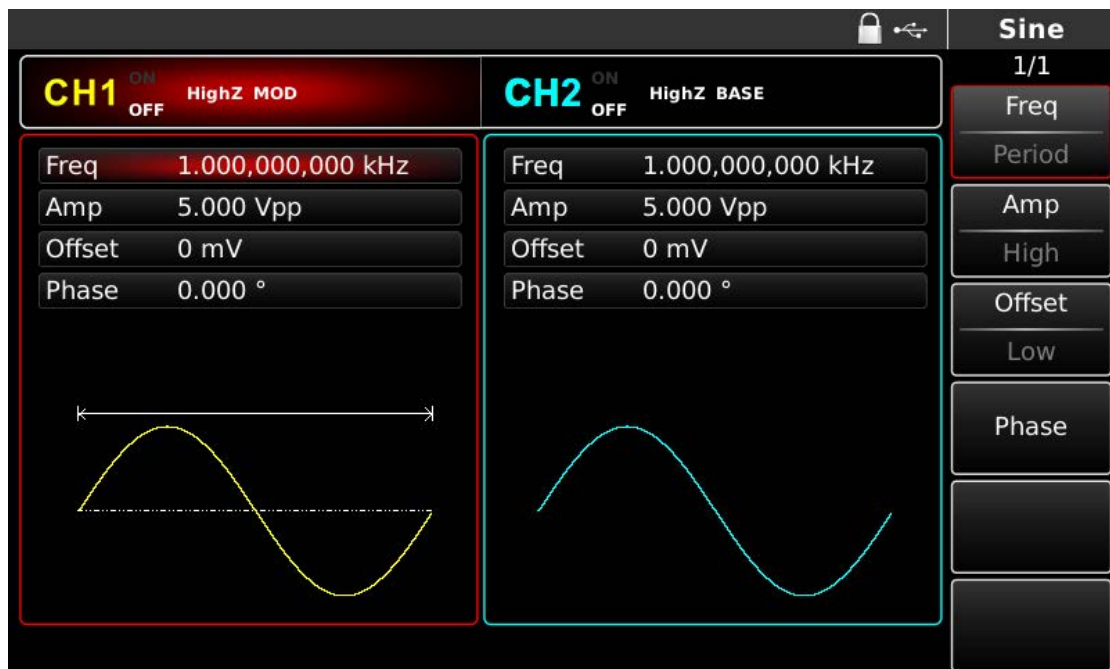 Sine
1/1
CH1 ON OFF HighZ MOD
CH2 ON OFF HighZ BASE
Freq 1.000,000,000 kHz
Amp 5.000 Vpp
Offset 0 mV
Phase 0.000 °
Freq 1.000,000,000 kHz
Amp 5.000 Vpp
Offset 0 mV
Phase 0.000 °
Freq
Period
Amp
High
Offset
Low
Phase